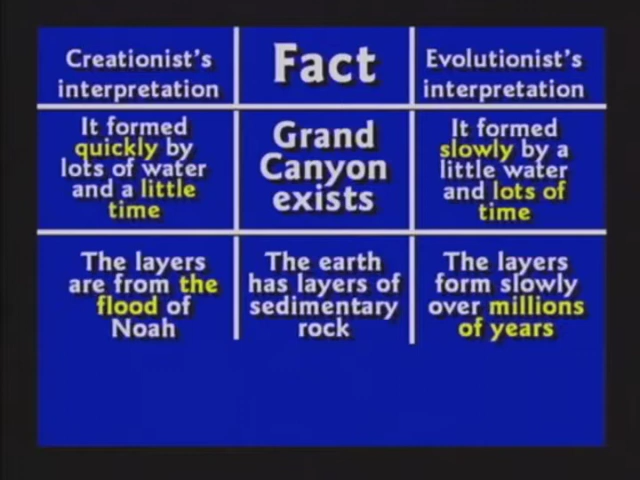 Creationist's
interpretation
Fact
Evolutionist's
interpretation
It formed
quickly by
lots of water
and a little
time
Grand
Canyon
exists
It formed
slowly by a
little water
and lots of
time
The layers
are from the
flood of
Noah
The earth
has layers of
sedimentary
rock
The layers
form slowly
over millions
of years